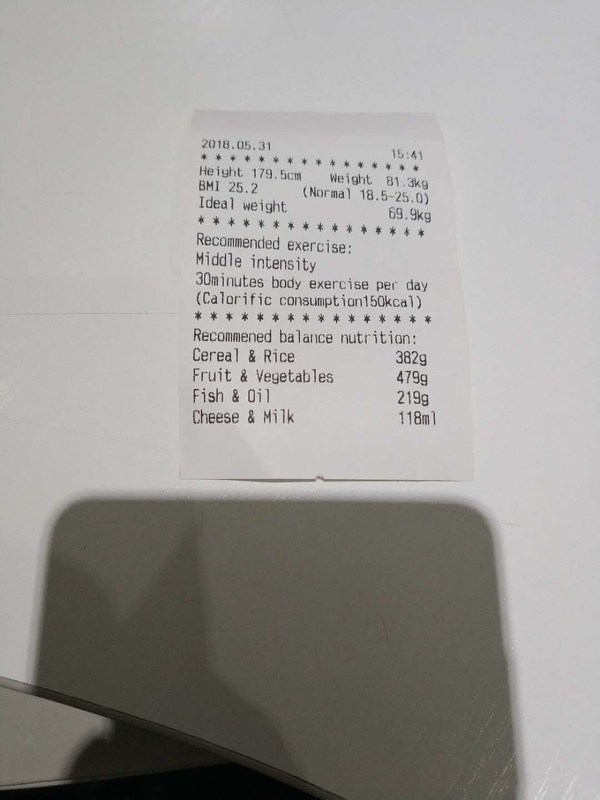 2018.05.31 15:41
* * * * * * * * * * * * * * * *
Height 179.5cm Weight 81.3kg
BMI 25.2 (Normal 18.5-25.0)
Ideal weight 69.9kg
* * * * * * * * * * * * * * * *
Recommended exercise:
Middle intensity
30minutes body exercise per day
(Calorific consumption150kcal)
* * * * * * * * * * * * * * * *
Recommened balance nutrition:
Cereal & Rice 382g
Fruit & Vegetables 479g
Fish & Oil 219g
Cheese & Milk 118ml